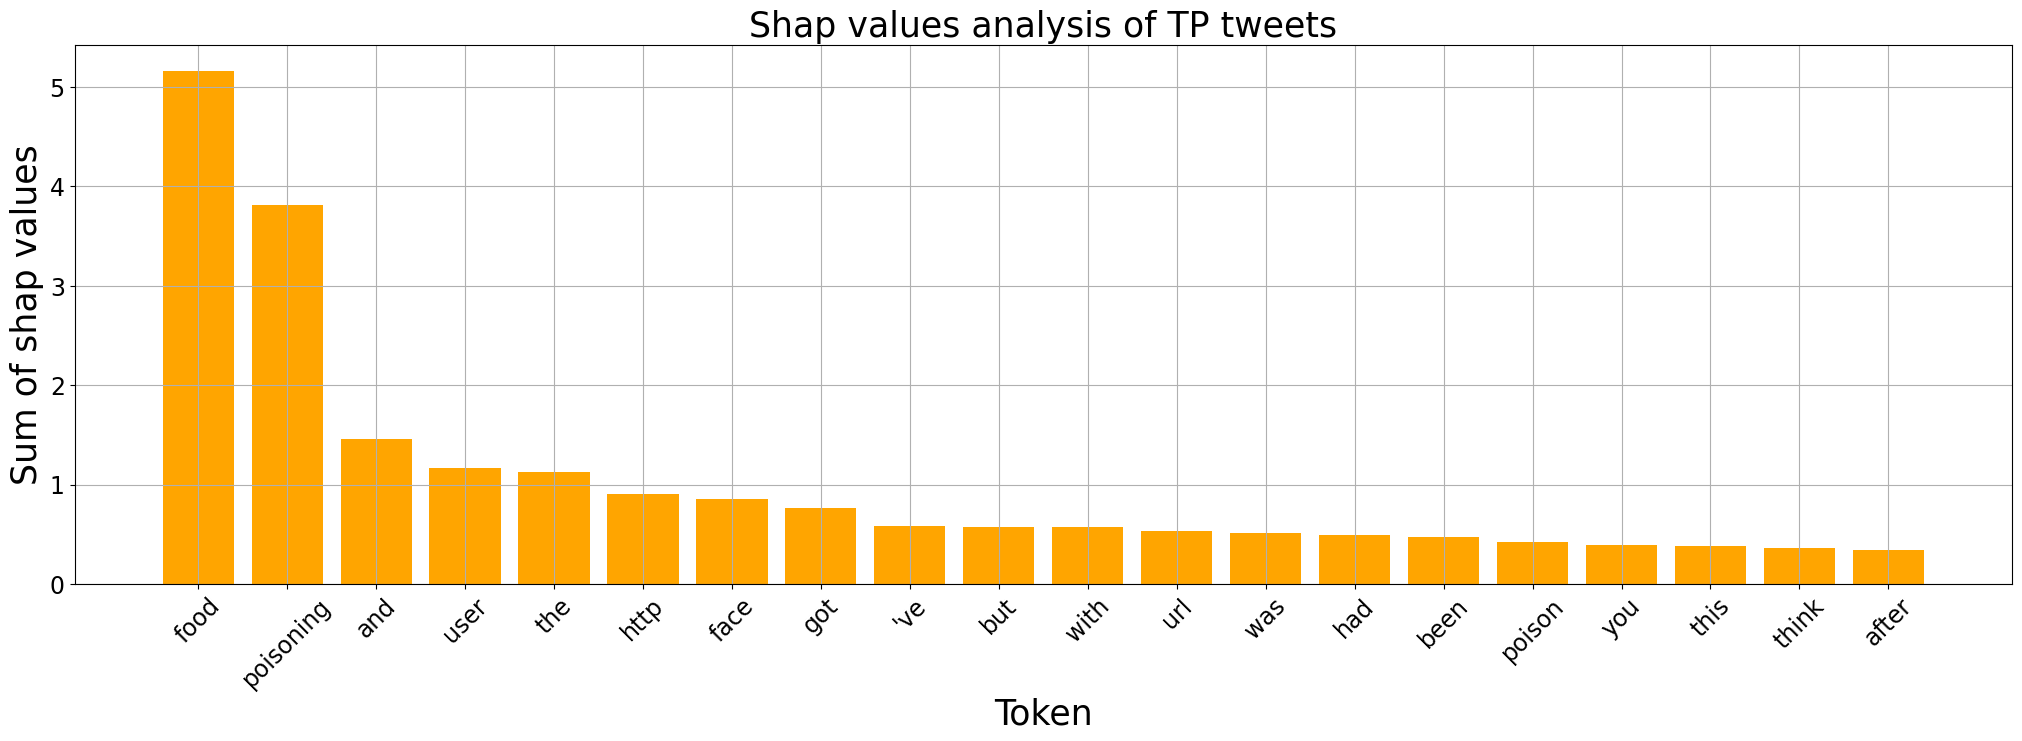 Shap values analysis of TP tweets
Sum of shap values
5
4
3
2
1
0
food
poisoning
and
user
the
http
face
got
've
but
with
url
was
had
been
poison
you
this
think
after
Token